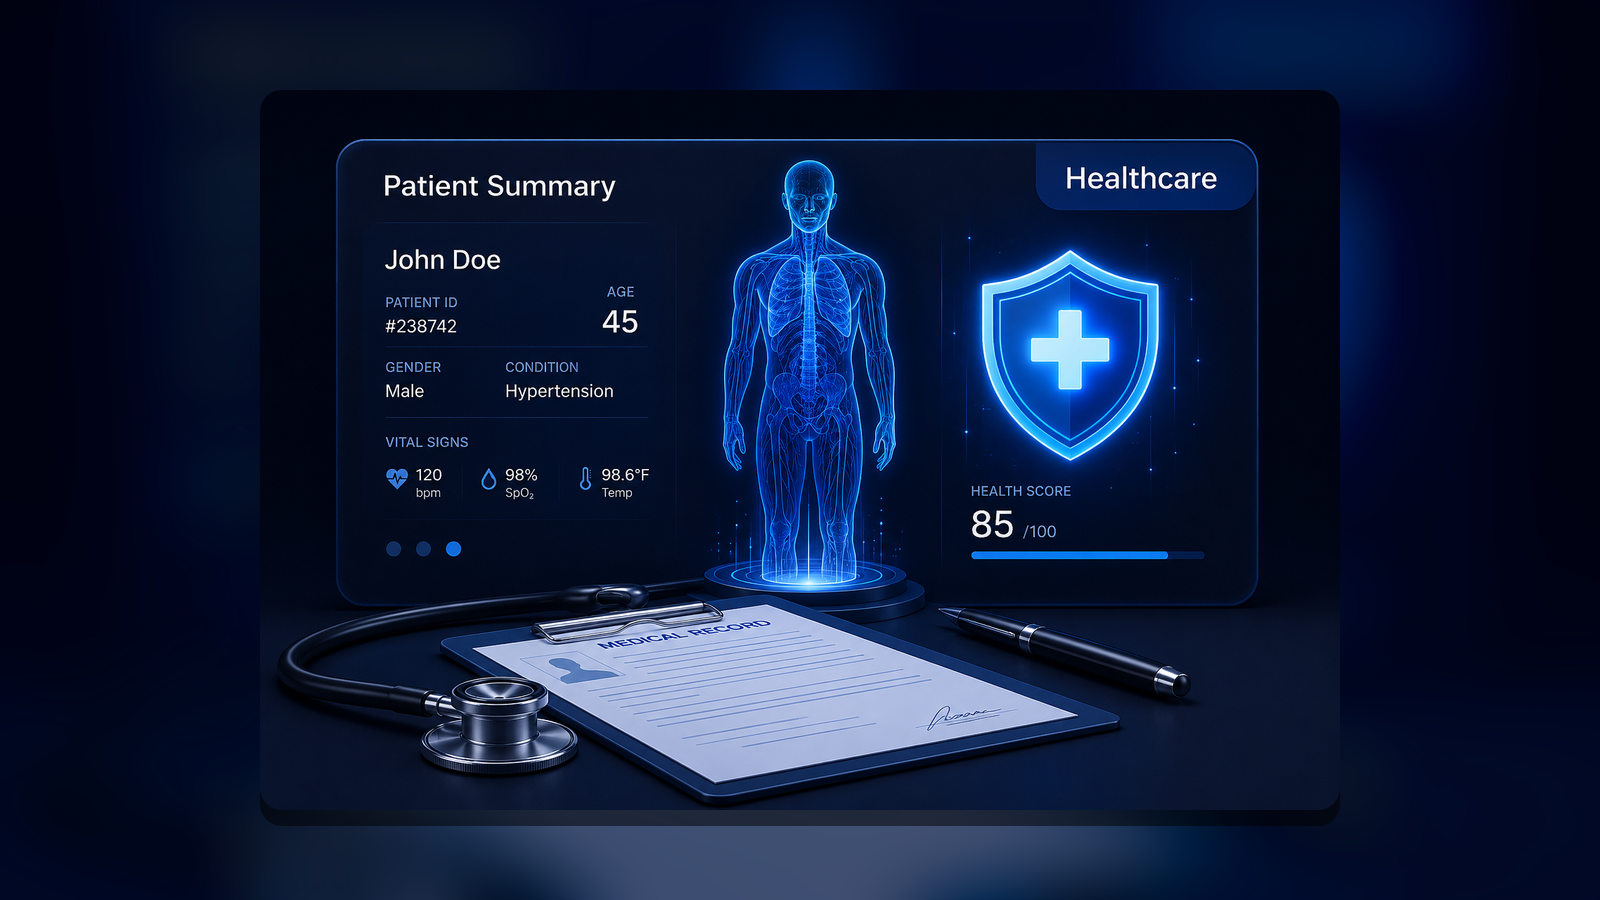 Patient Summary
Healthcare
John Doe
PATIENT ID
#238742
AGE
45
GENDER
Male
CONDITION
Hypertension
VITAL SIGNS
120
bpm
98%
SpO₂
98.6°F
Temp
HEALTH SCORE
85 /100
MEDICAL RECORD